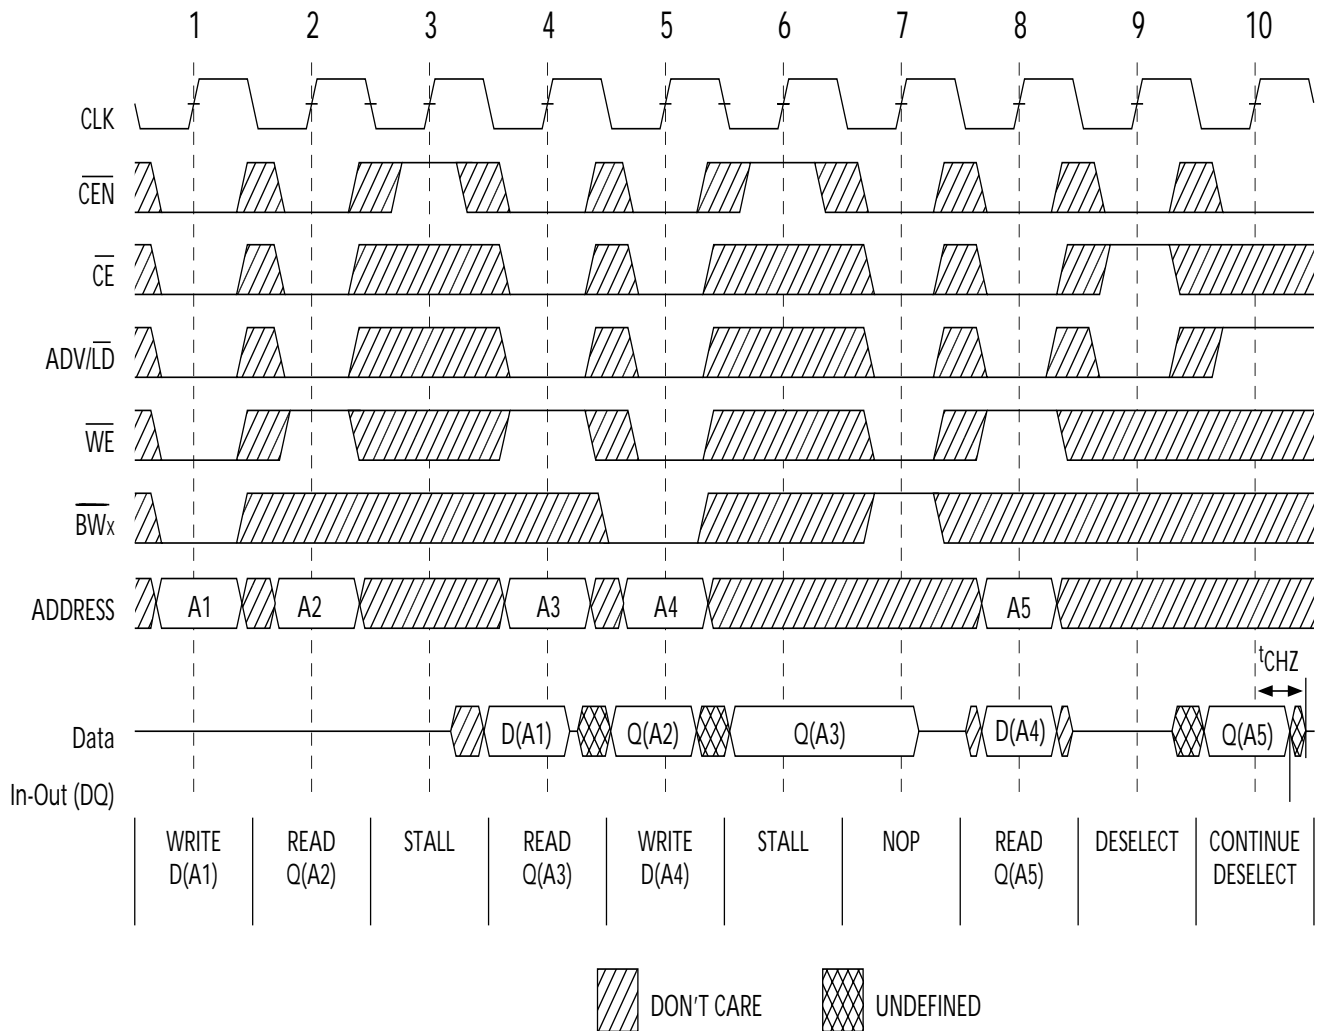 1 2 3 4 5 6 7 8 9 10
CLK
CEN
CE
ADV/LD
WE
BWx
ADDRESS A1 A2 A3 A4 A5
tCHZ
Data D(A1) Q(A2) Q(A3) D(A4) Q(A5)
In-Out (DQ)
WRITE READ STALL READ WRITE STALL NOP READ DESELECT CONTINUE
D(A1) Q(A2) Q(A3) D(A4) Q(A5) DESELECT
DON'T CARE UNDEFINED